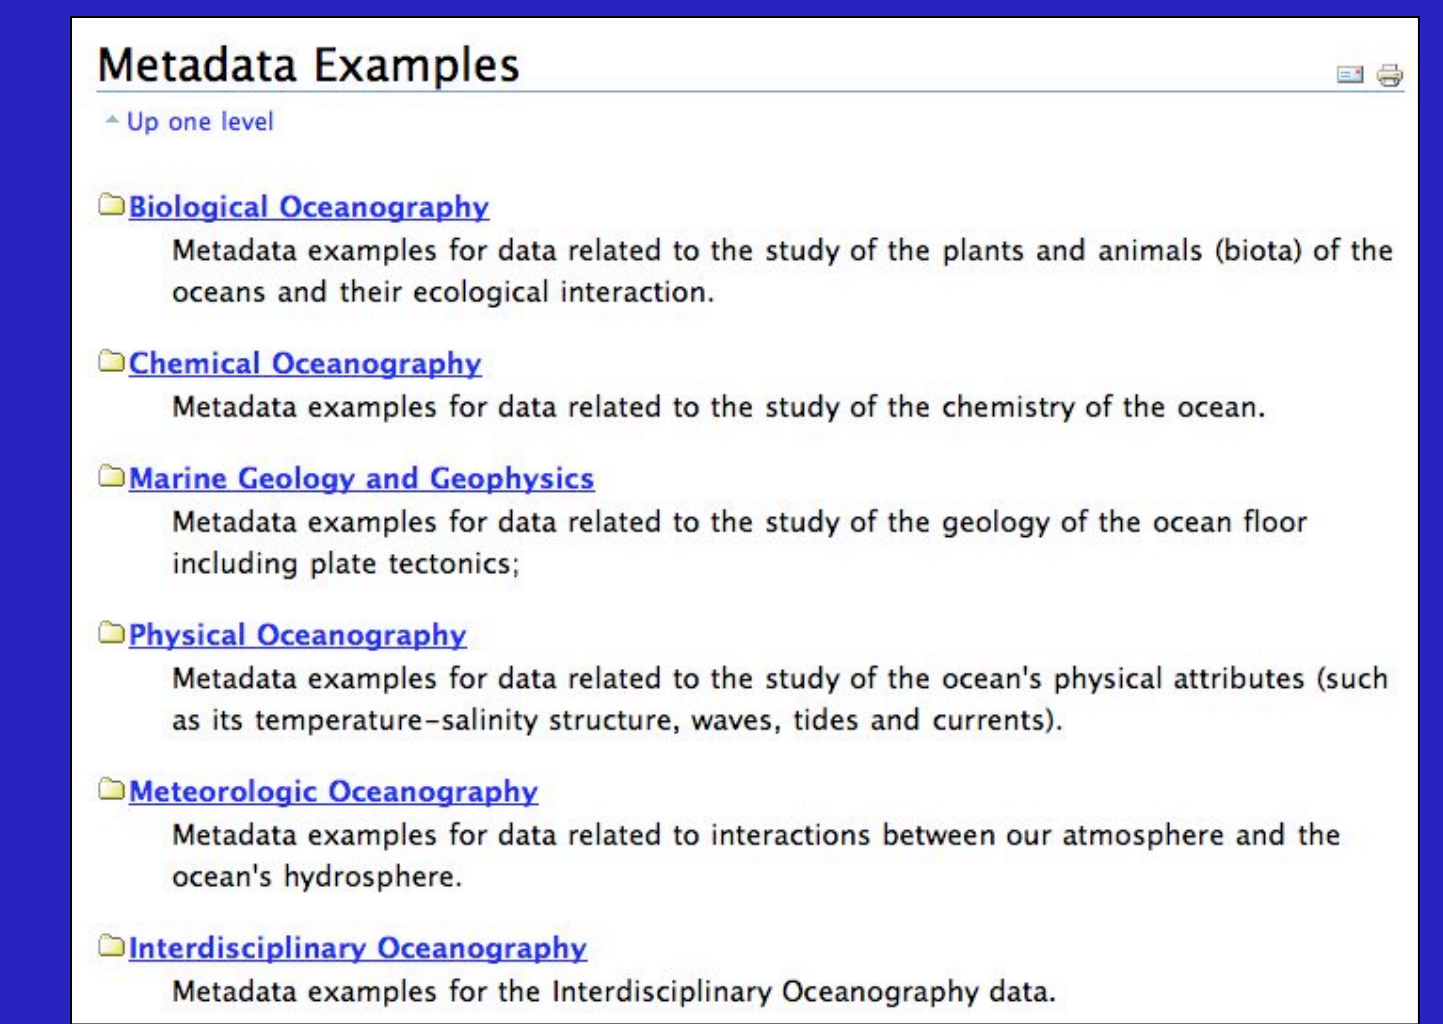 Metadata Examples
Up one level
Biological Oceanography
Metadata examples for data related to the study of the plants and animals (biota) of the
oceans and their ecological interaction.
Chemical Oceanography
Metadata examples for data related to the study of the chemistry of the ocean.
Marine Geology and Geophysics
Metadata examples for data related to the study of the geology of the ocean floor
including plate tectonics;
Physical Oceanography
Metadata examples for data related to the study of the ocean's physical attributes (such
as its temperature-salinity structure, waves, tides and currents).
Meteorologic Oceanography
Metadata examples for data related to interactions between our atmosphere and the
ocean's hydrosphere.
Interdisciplinary Oceanography
Metadata examples for the Interdisciplinary Oceanography data.